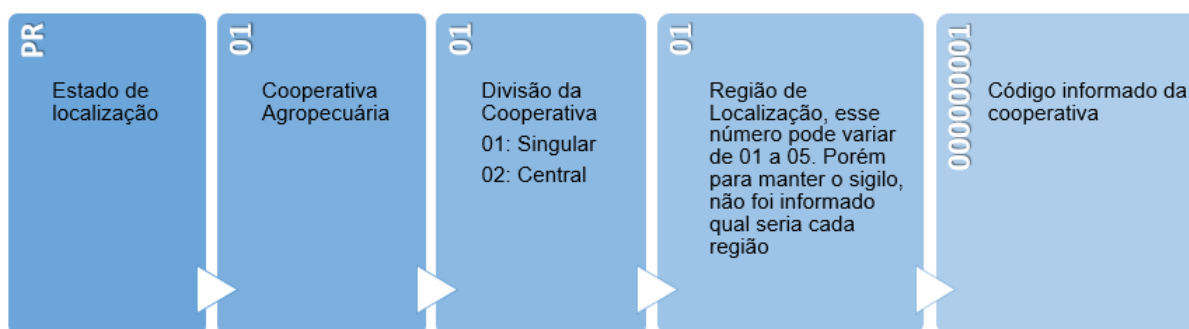 PR
Estado de
localização
01
Cooperativa
Agropecuária
01
Divisão da
Cooperativa
01: Singular
02: Central
01
Região de
Localização, esse
número pode variar
de 01 a 05. Porém
para manter o sigilo,
não foi informado
qual seria cada
região
0000000001
Código informado da
cooperativa